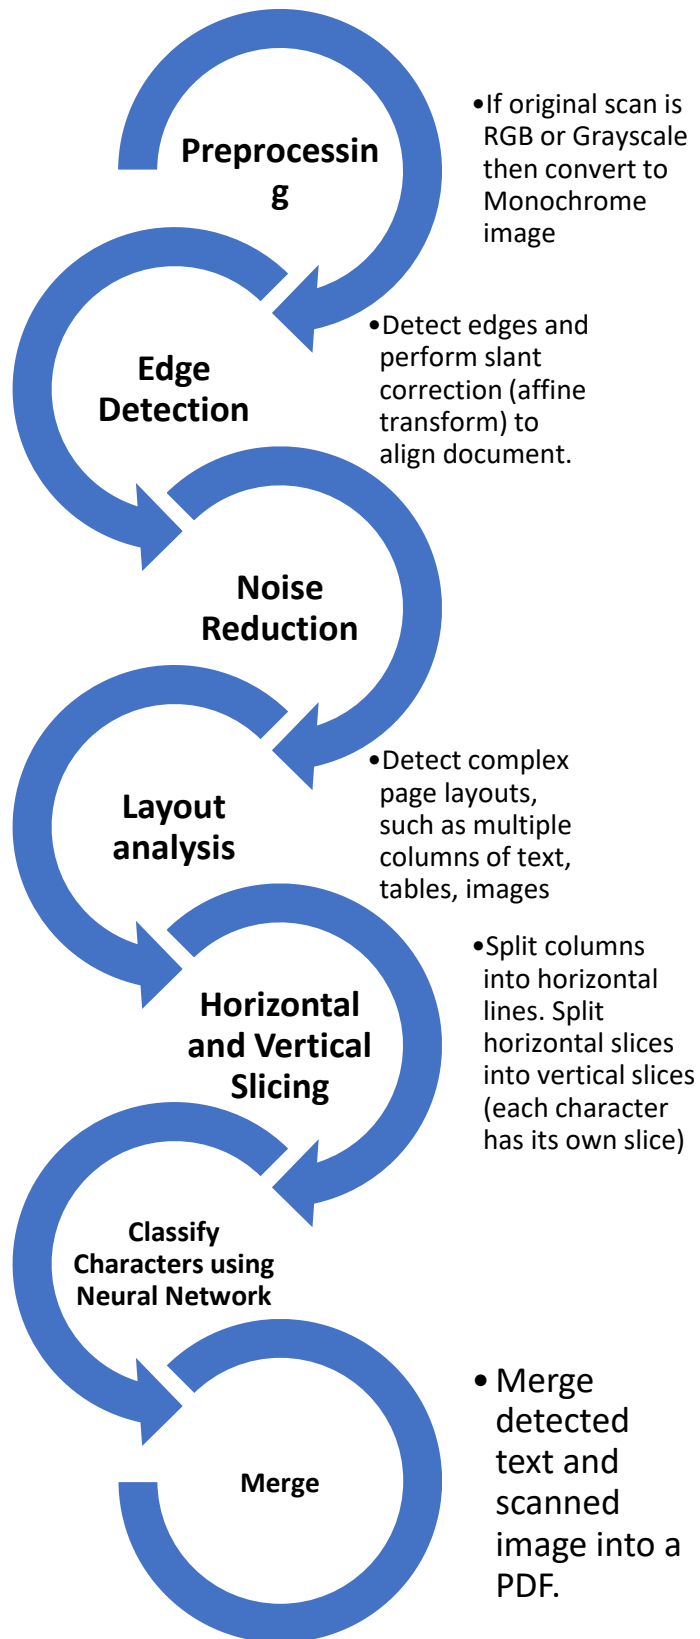 Preprocessin
g
•If original scan is
RGB or Grayscale
then convert to
Monochrome
image
Edge
Detection
•Detect edges and
perform slant
correction (affine
transform) to
align document.
Noise
Reduction
Layout
analysis
•Detect complex
page layouts,
such as multiple
columns of text,
tables, images
Horizontal
and Vertical
Slicing
•Split columns
into horizontal
lines. Split
horizontal slices
into vertical slices
(each character
has its own slice)
Classify
Characters using
Neural Network
Merge
• Merge
detected
text and
scanned
image into a
PDF.